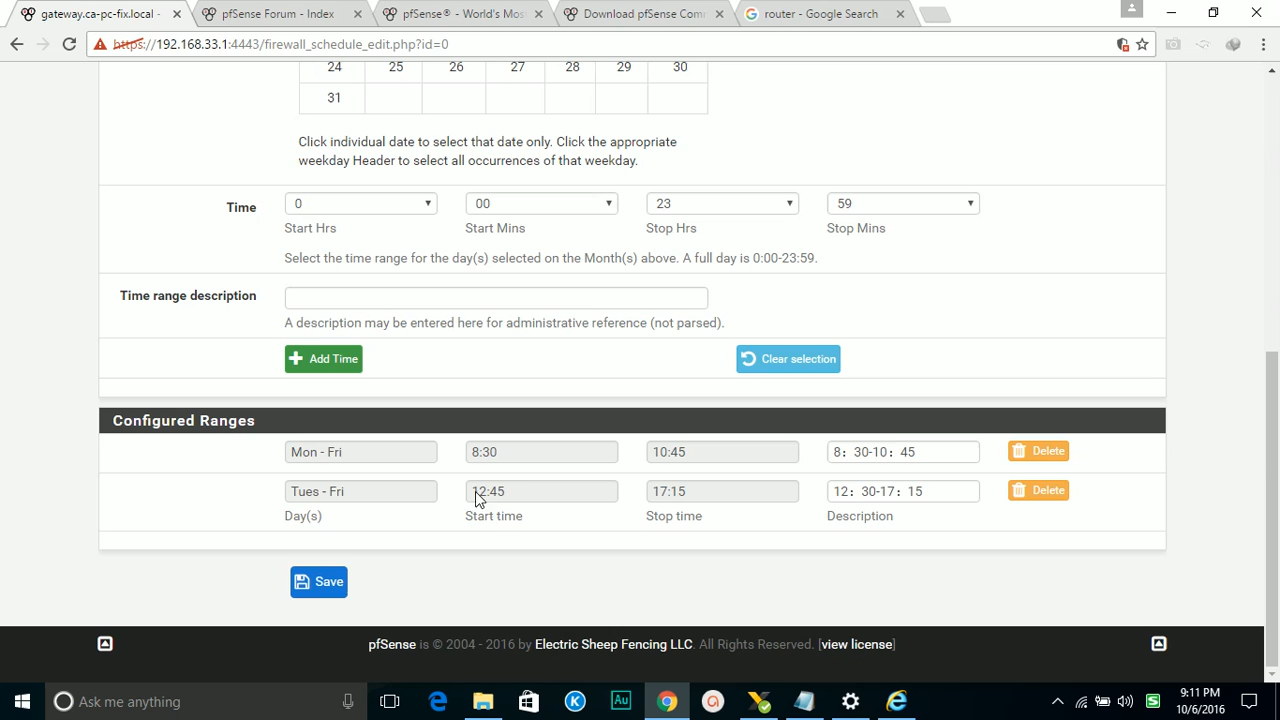 gateway.ca-pc-fix.local -
pfSense Forum - Index
pfSense® - World's Mos
Download pfSense Com
router - Google Search
https://192.168.33.1:4443/firewall_schedule_edit.php?id=0
24 25 26 27 28 29 30
31
Click individual date to select that date only. Click the appropriate
weekday Header to select all occurrences of that weekday.
Time 0 00 23 59
Start Hrs Start Mins Stop Hrs Stop Mins
Select the time range for the day(s) selected on the Month(s) above. A full day is 0:00-23:59.
Time range description
A description may be entered here for administrative reference (not parsed).
Add Time Clear selection
Configured Ranges
Mon - Fri 8:30 10:45 8：30-10：45 Delete
Tues - Fri 12:45 17:15 12：30-17：15 Delete
Day(s) Start time Stop time Description
Save
pfSense is © 2004 - 2016 by Electric Sheep Fencing LLC. All Rights Reserved. [view license]
Ask me anything
K
Au
S
9:11 PM
10/6/2016